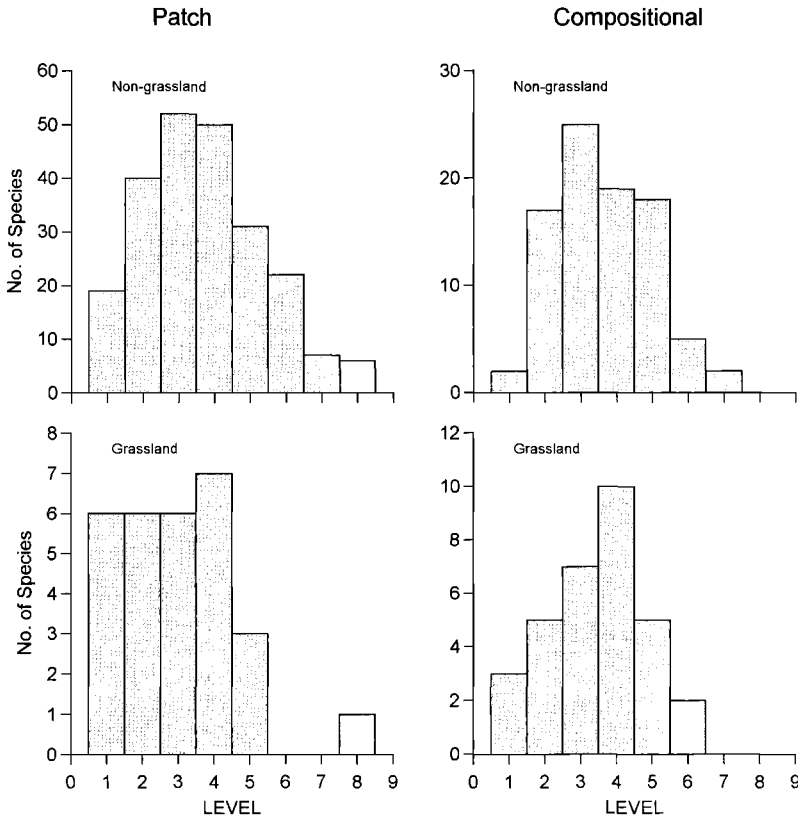 Patch
Compositional
60
50
40
30
20
10
0
No. of Species
Non-grassland
30
20
10
0
Non-grassland
8
7
6
5
4
3
2
1
0
No. of Species
Grassland
0 1 2 3 4 5 6 7 8 9
LEVEL
12
10
8
6
4
2
0
Grassland
0 1 2 3 4 5 6 7 8 9
LEVEL